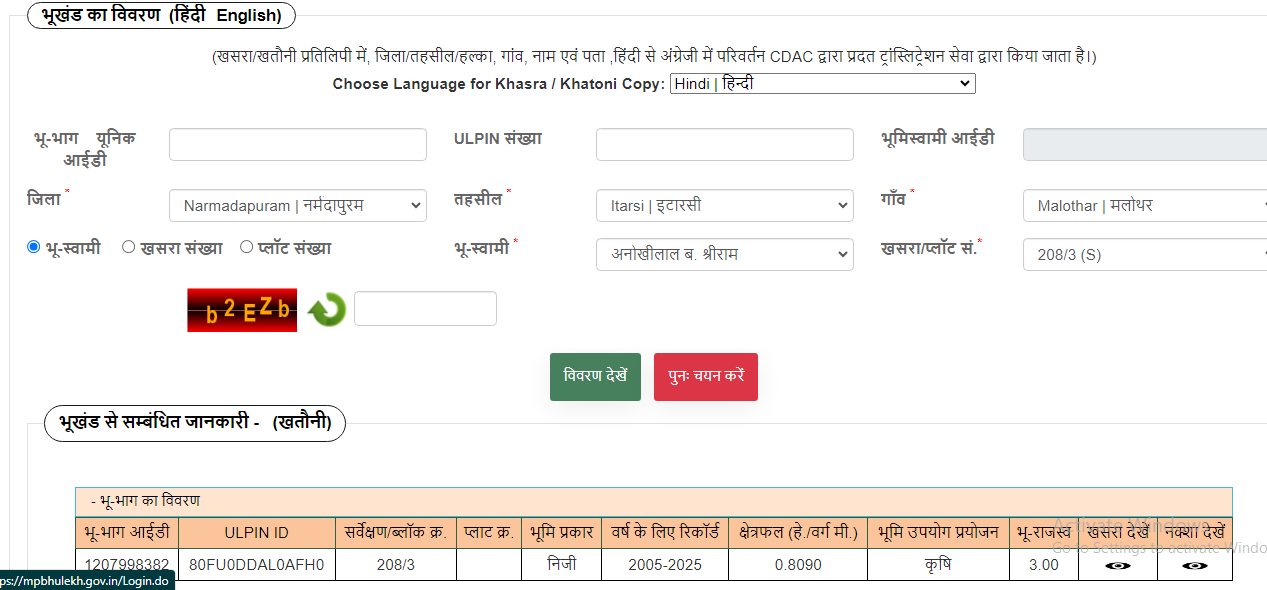 भूखंड का विवरण (हिंदी English)
(खसरा/खतौनी प्रतिलिपी में, जिला/तहसील/हल्का, गांव, नाम एवं पता ,हिंदी से अंग्रेजी में परिवर्तन CDAC द्वारा प्रदत ट्रांस्लिट्रेशन सेवा द्वारा किया जाता है।)
Choose Language for Khasra / Khatoni Copy: Hindi | हिन्दी
भू-भाग यूनिक आईडी ULPIN संख्या भूमिस्वामी आईडी
जिला * Narmadapuram | नर्मदापुरम तहसील * Itarsi | इटारसी गाँव * Malothar | मलोथर
भू-स्वामी खसरा संख्या प्लॉट संख्या भू-स्वामी * अनोखीलाल ब. श्रीराम खसरा/प्लॉट सं.* 208/3 (S)
b2EZb
विवरण देखें पुनः चयन करें
भूखंड से सम्बंधित जानकारी - (खतौनी)
- भू-भाग का विवरण
भू-भाग आईडी ULPIN ID सर्वेक्षण/ब्लॉक क्र. प्लाट क्र. भूमि प्रकार वर्ष के लिए रिकॉर्ड क्षेत्रफल (हे./वर्ग मी.) भूमि उपयोग प्रयोजन भू-राजस्व खसरा देखें नक्शा देखें
Activate Windows
1207998382 80FU0DDAL0AFH0 208/3 निजी 2005-2025 0.8090 कृषि 3.00
Go to Settings to activate Windo
ps://mpbhulekh.gov.in/Login.do